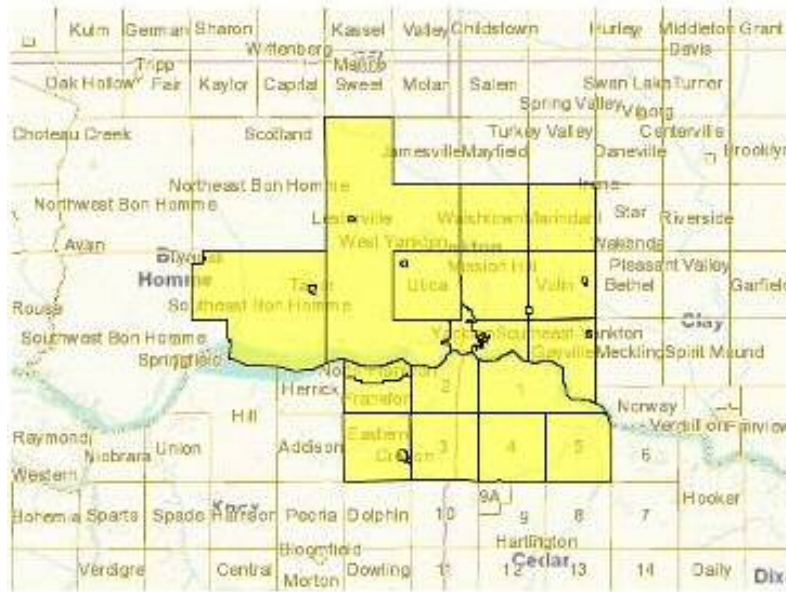 Kulm German Sharon Kassel Valley Childstown Hurley Middleton Grant
Wittenberg Davis
Tripp
Oak Hollow Fair Kaylor Capital Sweet Molan Salem Swan Lake Turner
Spring Valley Viborg
Choteau Creek Scotland Turkey Valley Centerville
Jamesville Mayfield Daneville Brooklyn
Northeast Bon Homme Irene
Northwest Bon Homme Lesterville Walshtown Marindahl Star Riverside
Avon West Yankton Wakonda
Mission Hill Pleasant Valley
Homme Tabor Utica Volin Bethel Garfield
Rouse Southeast Bon Homme Clay
Southwest Bon Homme Yankton Southeast Yankton
Springfield Gayville Meckling Spirit Mound
Herrick 2 1
Hill Frankfort Norway
Raymond Union Addison Eastern 3 4 5 Vermillion Fairview
Niobrara Creston 6
Western
9A Hooker
Bohemia Sparta Spade Harrison Peoria Dolphin 10 9 8 7
Knox Hartington
Bloomfield Cedar
Verdigre Central Dowling 11 12 13 14 Daily Dix
Morton